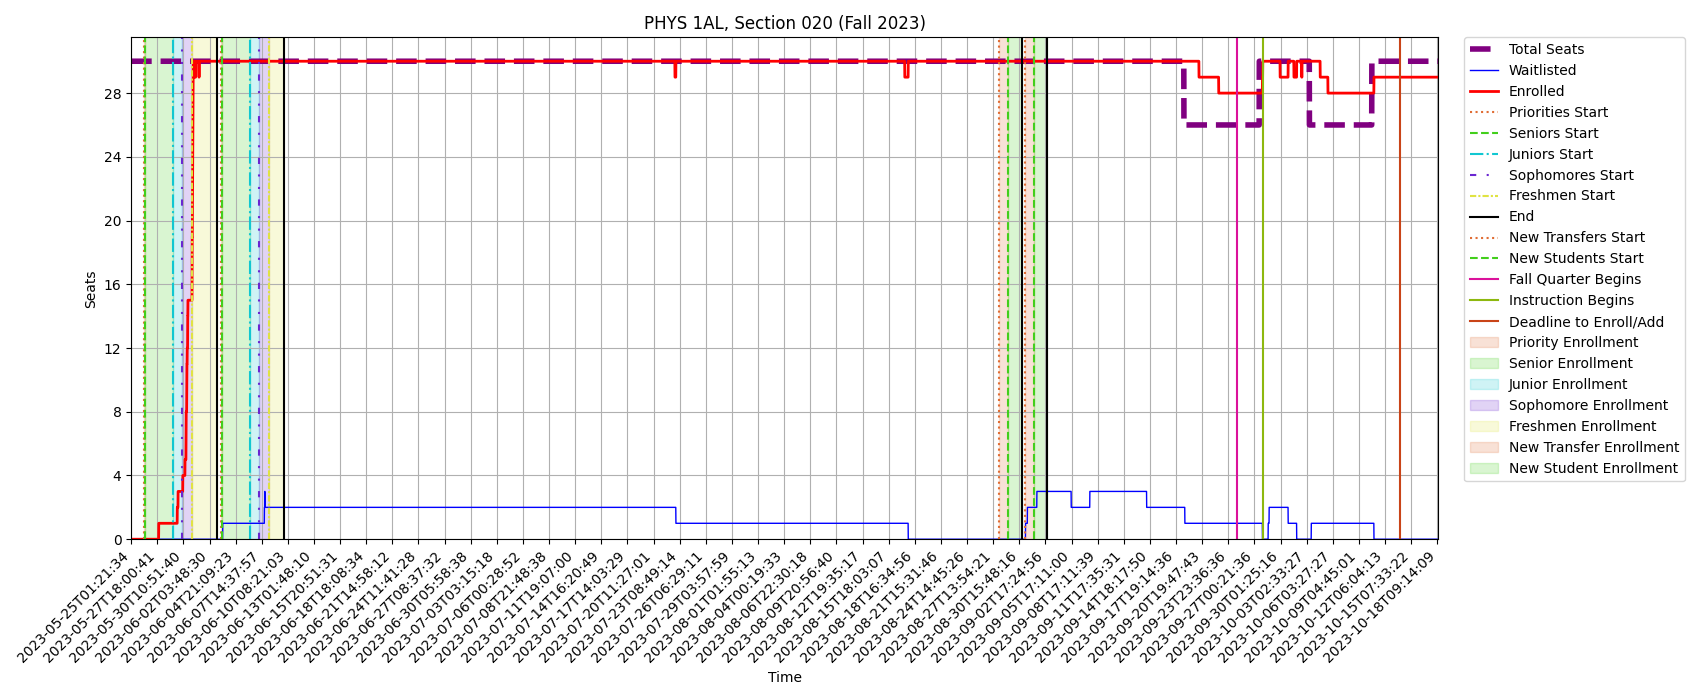 PHYS 1AL, Section 020 (Fall 2023)
Seats
28
24
20
16
12
8
4
0
2023-05-25T01:21:34
2023-05-27T18:00:41
2023-05-30T10:51:40
2023-06-02T03:48:30
2023-06-04T21:09:23
2023-06-07T14:37:57
2023-06-10T08:21:03
2023-06-13T01:48:10
2023-06-15T20:51:31
2023-06-18T18:08:34
2023-06-21T14:58:12
2023-06-24T11:41:28
2023-06-27T08:37:32
2023-06-30T05:58:38
2023-07-03T03:15:18
2023-07-06T00:28:52
2023-07-08T21:48:38
2023-07-11T19:07:00
2023-07-14T16:20:49
2023-07-17T14:03:29
2023-07-20T11:27:01
2023-07-23T08:49:14
2023-07-26T06:29:11
2023-07-29T03:57:59
2023-08-01T01:55:13
2023-08-04T00:19:33
2023-08-06T22:30:18
2023-08-09T20:56:40
2023-08-12T19:35:17
2023-08-15T18:03:07
2023-08-18T16:34:56
2023-08-21T15:31:46
2023-08-24T14:45:26
2023-08-27T13:54:21
2023-08-30T15:48:16
2023-09-02T17:24:56
2023-09-05T17:11:00
2023-09-08T17:11:39
2023-09-11T17:35:31
2023-09-14T18:17:50
2023-09-17T19:14:36
2023-09-20T19:47:43
2023-09-23T23:36:36
2023-09-27T00:21:36
2023-09-30T01:25:16
2023-10-03T02:33:27
2023-10-06T03:27:27
2023-10-09T04:45:01
2023-10-12T06:04:13
2023-10-15T07:33:22
2023-10-18T09:14:09
Time
Total Seats
Waitlisted
Enrolled
Priorities Start
Seniors Start
Juniors Start
Sophomores Start
Freshmen Start
End
New Transfers Start
New Students Start
Fall Quarter Begins
Instruction Begins
Deadline to Enroll/Add
Priority Enrollment
Senior Enrollment
Junior Enrollment
Sophomore Enrollment
Freshmen Enrollment
New Transfer Enrollment
New Student Enrollment